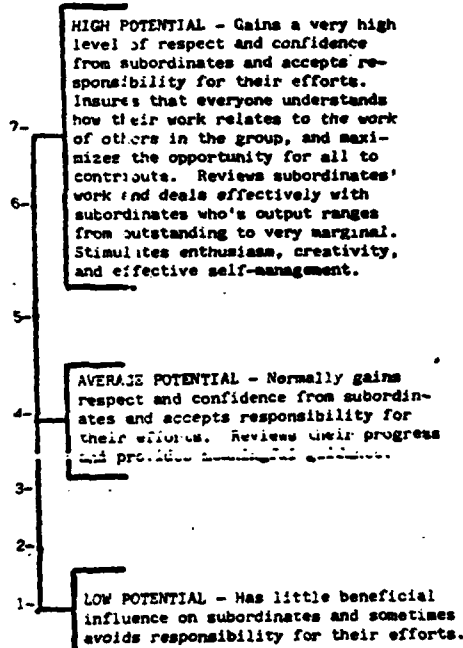 HIGH POTENTIAL - Gains a very high
level of respect and confidence
from subordinates and accepts re-
sponsibility for their efforts.
Insures that everyone understands
how their work relates to the work
of others in the group, and maxi-
mizes the opportunity for all to
contribute. Reviews subordinates'
work and deals effectively with
subordinates who's output ranges
from outstanding to very marginal.
Stimulates enthusiasm, creativity,
and effective self-management.
7-
6-
5-
AVERAGE POTENTIAL - Normally gains
respect and confidence from subordin-
ates and accepts responsibility for
their efforts. Reviews their progress
and provides
4-
3-
2-
LOW POTENTIAL - Has little beneficial
influence on subordinates and sometimes
avoids responsibility for their efforts.
1-